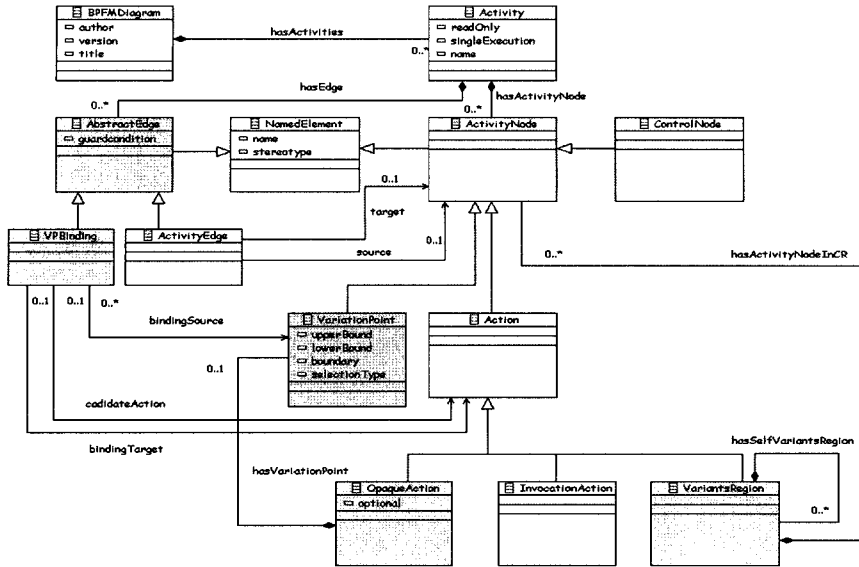 BPFMDiagram
author
version
title
hasActivities
0..*
Activity
readOnly
singleExecution
name
hasEdge
0..*
hasActivityNode
0..*
AbstractEdge
guardcondition
NamedElement
name
stereotype
ActivityNode
ControlNode
0..1
target
VPBinding
ActivityEdge
source
0..1
0..*
hasActivityNodeInCR
0..1
0..1
0..*
bindingSource
VariationPoint
upperBound
lowerBound
boundary
selectionType
Action
0..1
cadidateAction
bindingTarget
hasVariationPoint
hasSelfVariantsRegion
OpaqueAction
optional
InvocationAction
VariantsRegion
0..*